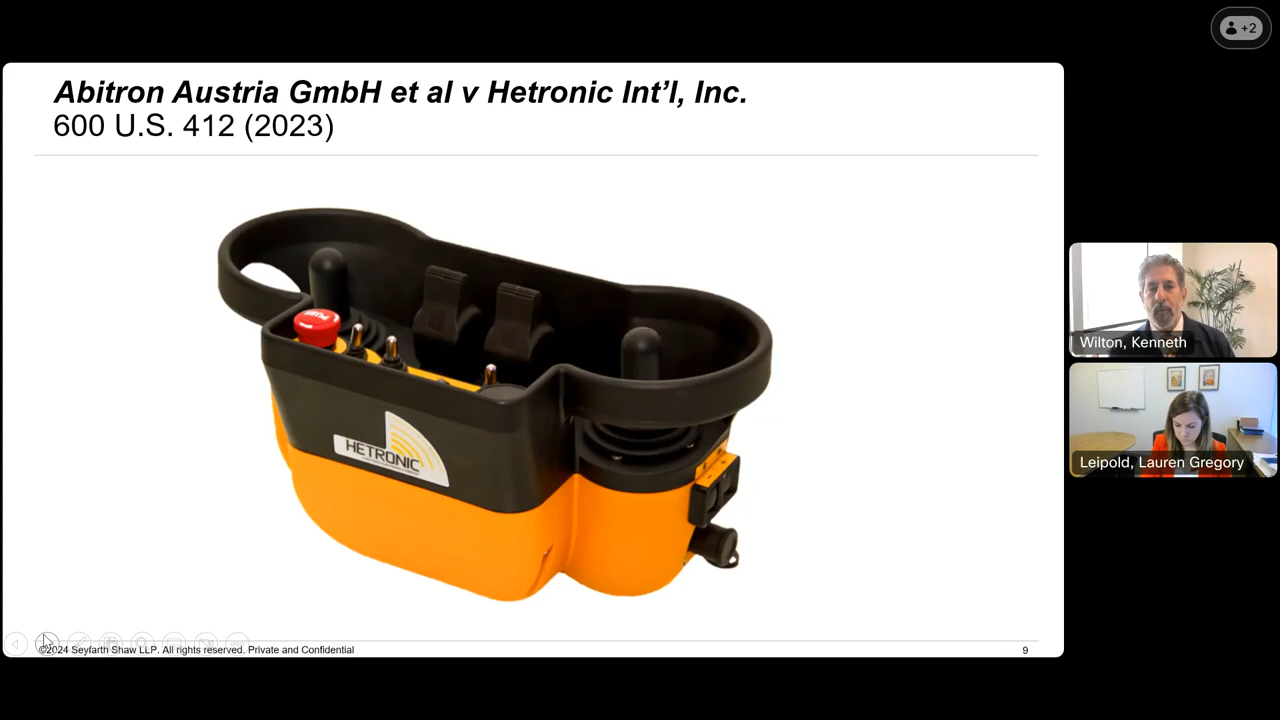 +2
Abitron Austria GmbH et al v Hetronic Int'l, Inc.
600 U.S. 412 (2023)
PUSH
HETRONIC
Wilton, Kenneth
Leipold, Lauren Gregory
©2024 Seyfarth Shaw LLP. All rights reserved. Private and Confidential
9